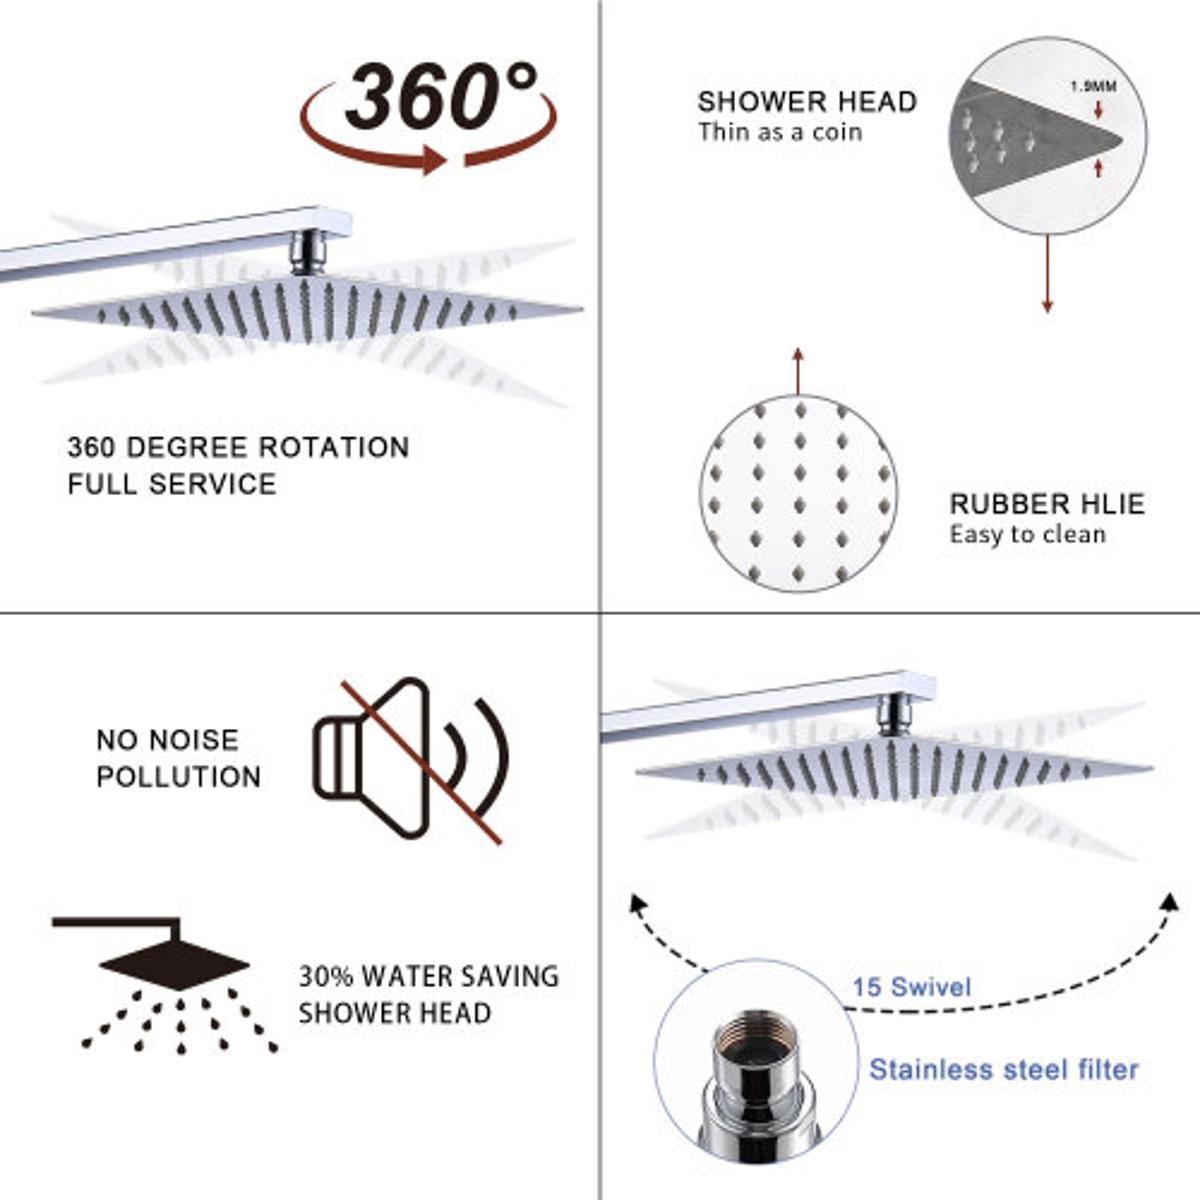 360°
360 DEGREE ROTATION
FULL SERVICE
SHOWER HEAD
Thin as a coin
1.9MM
RUBBER HLIE
Easy to clean
NO NOISE
POLLUTION
30% WATER SAVING
SHOWER HEAD
15 Swivel
Stainless steel filter